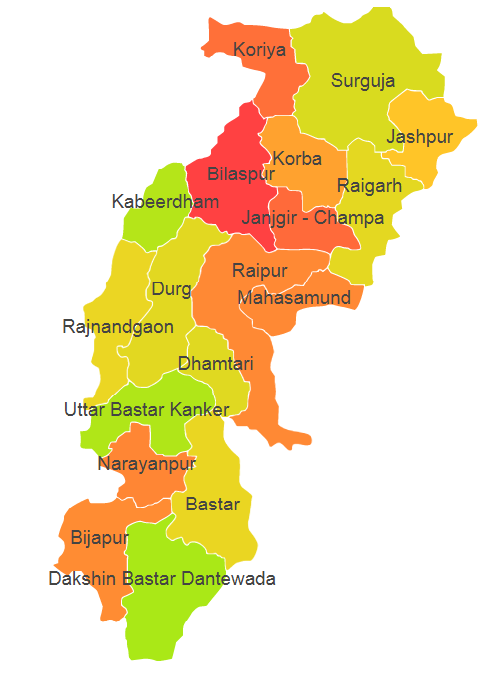 Koriya
Surguja
Jashpur
Korba
Bilaspur
Raigarh
Kabeerdham
Janjgir - Champa
Raipur
Durg
Mahasamund
Rajnandgaon
Dhamtari
Uttar Bastar Kanker
Narayanpur
Bastar
Bijapur
Dakshin Bastar Dantewada